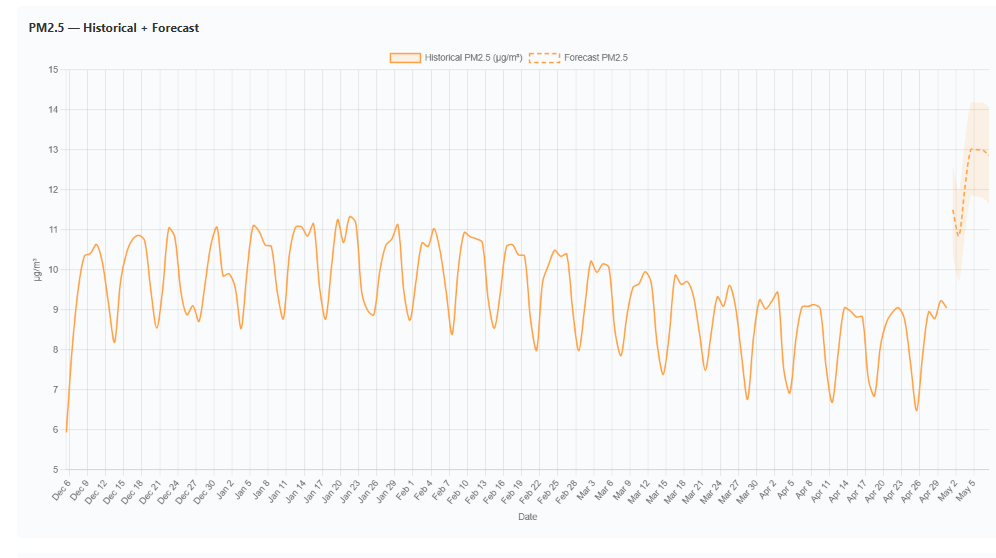 PM2.5 — Historical + Forecast
Historical PM2.5 (µg/m³) Forecast PM2.5
15
14
13
12
11
10
9
8
7
6
5
µg/m³
Dec 6 Dec 9 Dec 12 Dec 15 Dec 18 Dec 21 Dec 24 Dec 27 Dec 30 Jan 2 Jan 5 Jan 8 Jan 11 Jan 14 Jan 17 Jan 20 Jan 23 Jan 26 Jan 29 Feb 1 Feb 4 Feb 7 Feb 10 Feb 13 Feb 16 Feb 19 Feb 22 Feb 25 Feb 28 Mar 3 Mar 6 Mar 9 Mar 12 Mar 15 Mar 18 Mar 21 Mar 24 Mar 27 Mar 30 Apr 2 Apr 5 Apr 8 Apr 11 Apr 14 Apr 17 Apr 20 Apr 23 Apr 26 Apr 29 May 2 May 5
Date